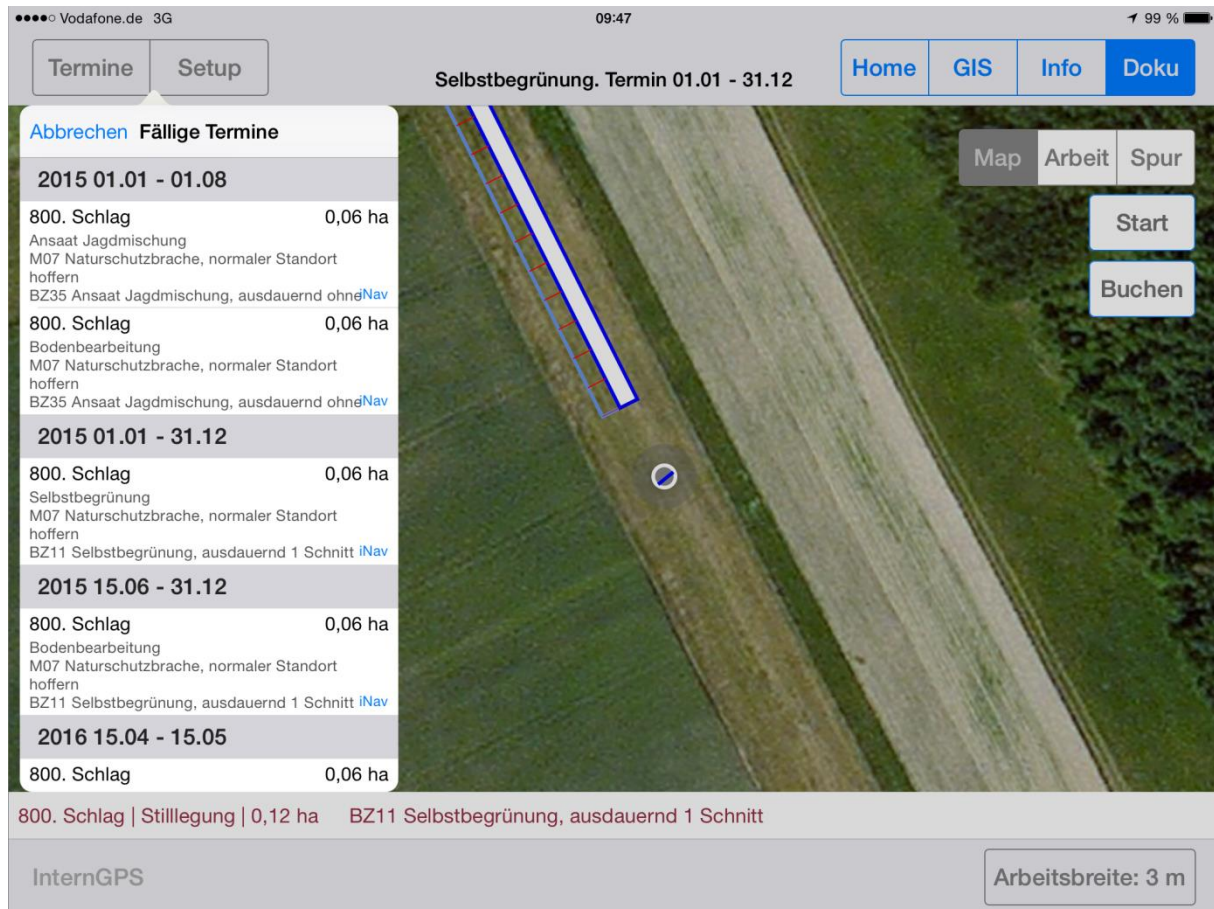 Vodafone.de 3G 09:47 99 %
Termine Setup Selbstbegrünung. Termin 01.01 - 31.12 Home GIS Info Doku
Abbrechen Fällige Termine
2015 01.01 - 01.08
800. Schlag 0,06 ha
Ansaat Jagdmischung
M07 Naturschutzbrache, normaler Standort
hoffern
BZ35 Ansaat Jagdmischung, ausdauernd ohne iNav
800. Schlag 0,06 ha
Bodenbearbeitung
M07 Naturschutzbrache, normaler Standort
hoffern
BZ35 Ansaat Jagdmischung, ausdauernd ohne iNav
2015 01.01 - 31.12
800. Schlag 0,06 ha
Selbstbegrünung
M07 Naturschutzbrache, normaler Standort
hoffern
BZ11 Selbstbegrünung, ausdauernd 1 Schnitt iNav
2015 15.06 - 31.12
800. Schlag 0,06 ha
Bodenbearbeitung
M07 Naturschutzbrache, normaler Standort
hoffern
BZ11 Selbstbegrünung, ausdauernd 1 Schnitt iNav
2016 15.04 - 15.05
800. Schlag 0,06 ha
Map Arbeit Spur
Start
Buchen
800. Schlag | Stilllegung | 0,12 ha BZ11 Selbstbegrünung, ausdauernd 1 Schnitt
InternGPS Arbeitsbreite: 3 m